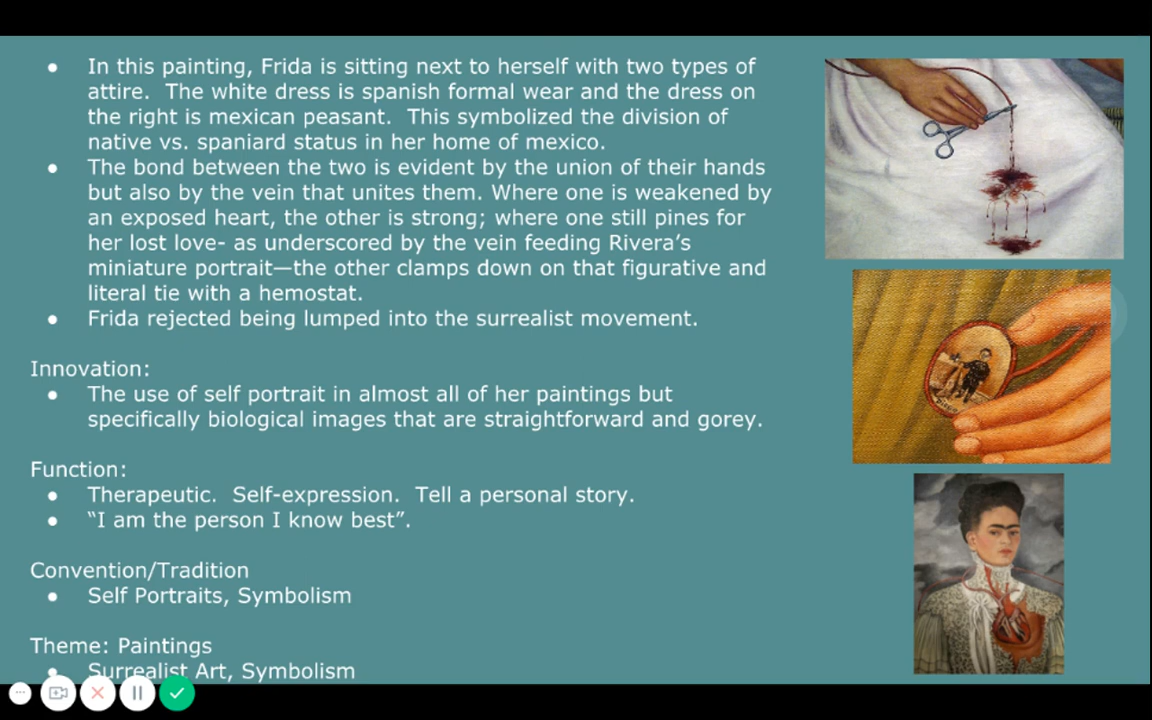 ● In this painting, Frida is sitting next to herself with two types of
attire. The white dress is spanish formal wear and the dress on
the right is mexican peasant. This symbolized the division of
native vs. spaniard status in her home of mexico.
● The bond between the two is evident by the union of their hands
but also by the vein that unites them. Where one is weakened by
an exposed heart, the other is strong; where one still pines for
her lost love- as underscored by the vein feeding Rivera’s
miniature portrait—the other clamps down on that figurative and
literal tie with a hemostat.
● Frida rejected being lumped into the surrealist movement.
Innovation:
● The use of self portrait in almost all of her paintings but
specifically biological images that are straightforward and gorey.
Function:
● Therapeutic. Self-expression. Tell a personal story.
● “I am the person I know best”.
Convention/Tradition
● Self Portraits, Symbolism
Theme: Paintings
● Surrealist Art, Symbolism